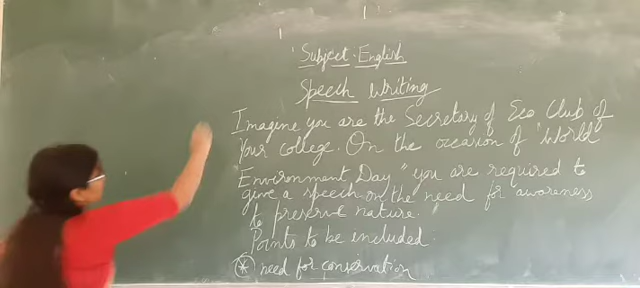 Subject - English
Speech Writing
Imagine you are the Secretary of Eco Club of
your college. On the occasion of "World
Environment Day" you are required to
give a speech on the need for awareness
to preserve nature.
Points to be included.
* need for conservation